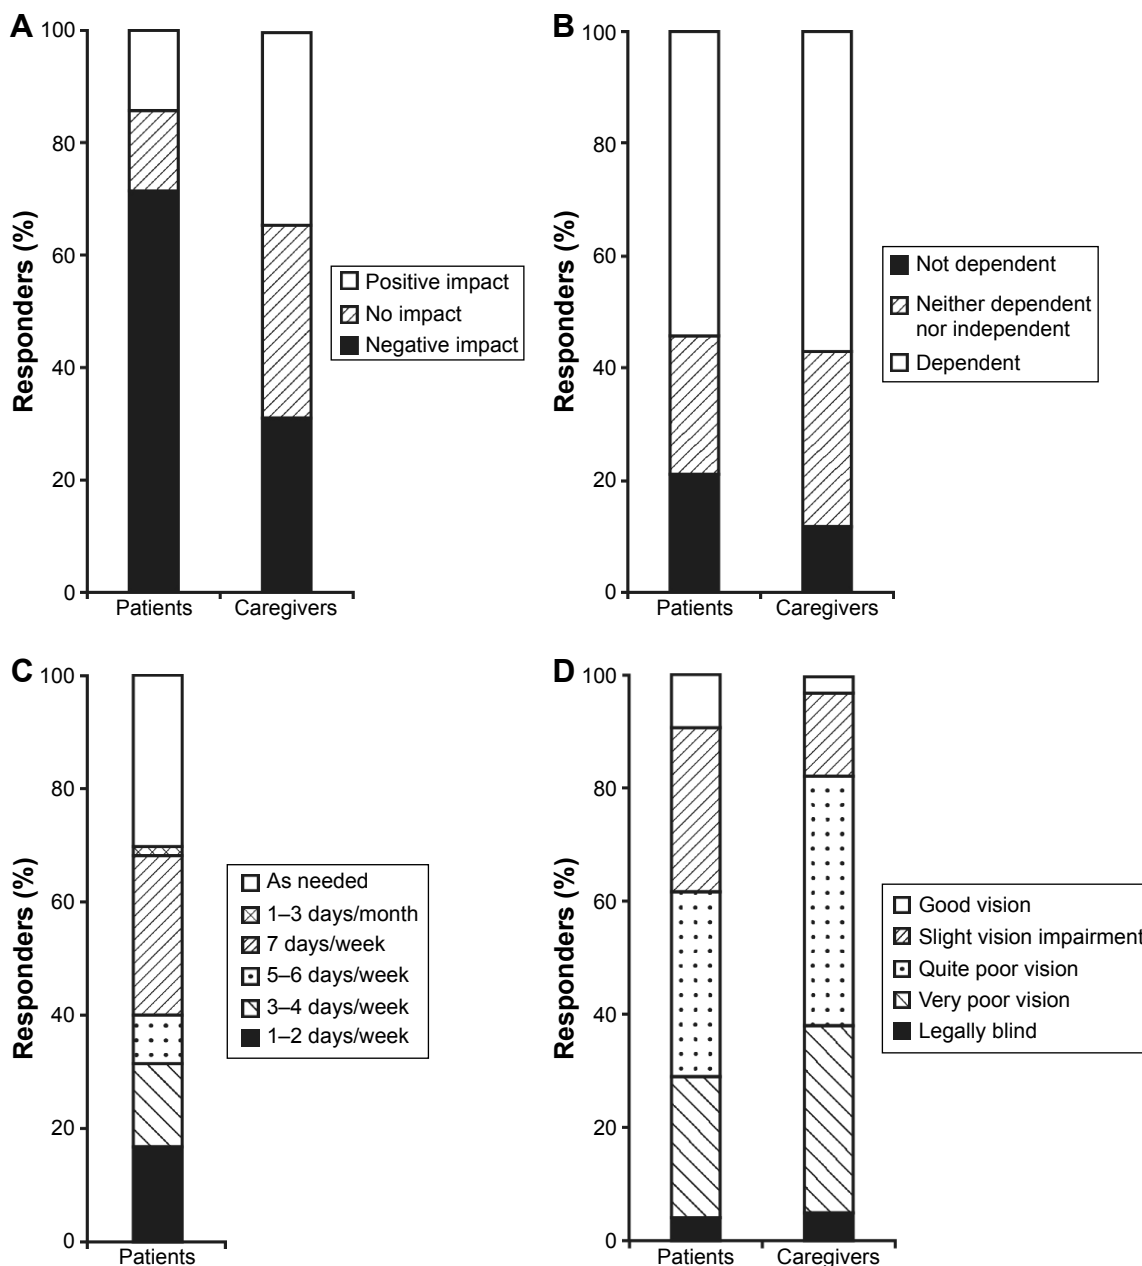 A
100
80
60
40
20
0
Responders (%)
Patients
Caregivers
Positive impact
No impact
Negative impact
B
100
80
60
40
20
0
Responders (%)
Patients
Caregivers
Not dependent
Neither dependent
nor independent
Dependent
C
100
80
60
40
20
0
Responders (%)
Patients
As needed
1–3 days/month
7 days/week
5–6 days/week
3–4 days/week
1–2 days/week
D
100
80
60
40
20
0
Responders (%)
Patients
Caregivers
Good vision
Slight vision impairment
Quite poor vision
Very poor vision
Legally blind